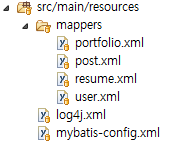 src/main/resources
mappers
portfolio.xml
post.xml
resume.xml
user.xml
log4j.xml
mybatis-config.xml